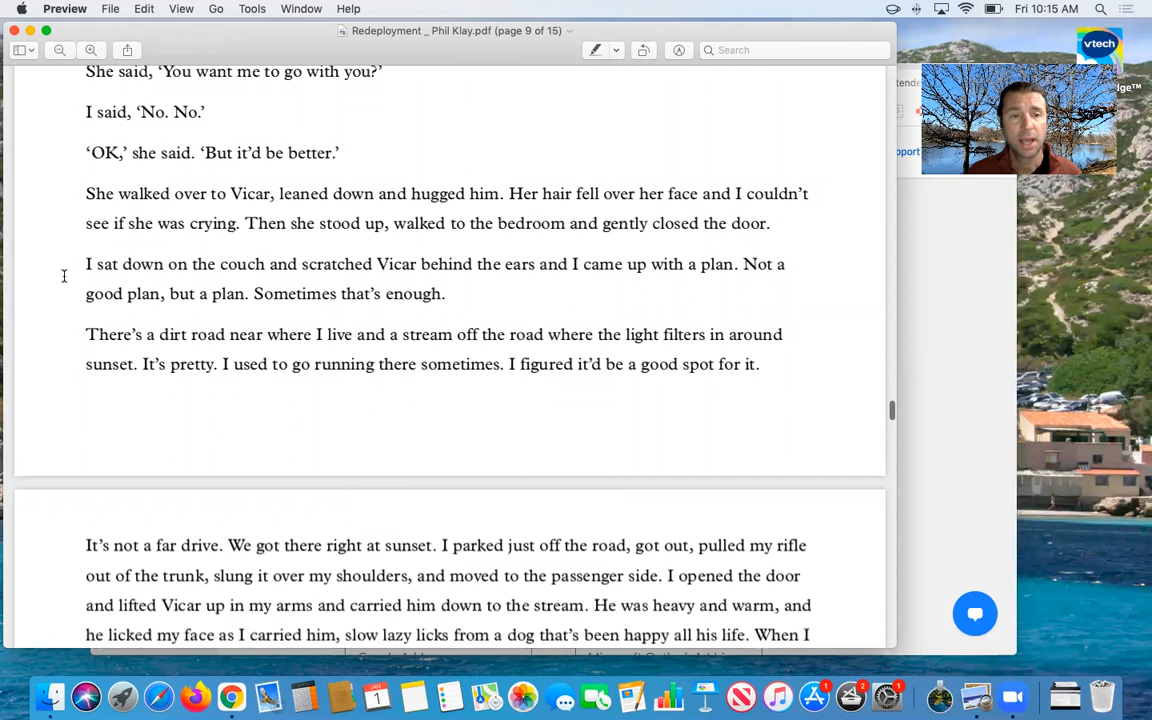 Preview File Edit View Go Tools Window Help Fri 10:15 AM
Redeployment _ Phil Klay.pdf (page 9 of 15)
Search
vtech
tende
dge™
pport
She said, ‘You want me to go with you?’
I said, ‘No. No.’
‘OK,’ she said. ‘But it’d be better.’
She walked over to Vicar, leaned down and hugged him. Her hair fell over her face and I couldn’t
see if she was crying. Then she stood up, walked to the bedroom and gently closed the door.
I sat down on the couch and scratched Vicar behind the ears and I came up with a plan. Not a
good plan, but a plan. Sometimes that’s enough.
There’s a dirt road near where I live and a stream off the road where the light filters in around
sunset. It’s pretty. I used to go running there sometimes. I figured it’d be a good spot for it.
It’s not a far drive. We got there right at sunset. I parked just off the road, got out, pulled my rifle
out of the trunk, slung it over my shoulders, and moved to the passenger side. I opened the door
and lifted Vicar up in my arms and carried him down to the stream. He was heavy and warm, and
he licked my face as I carried him, slow lazy licks from a dog that’s been happy all his life. When I
JAN
1
1
2
1